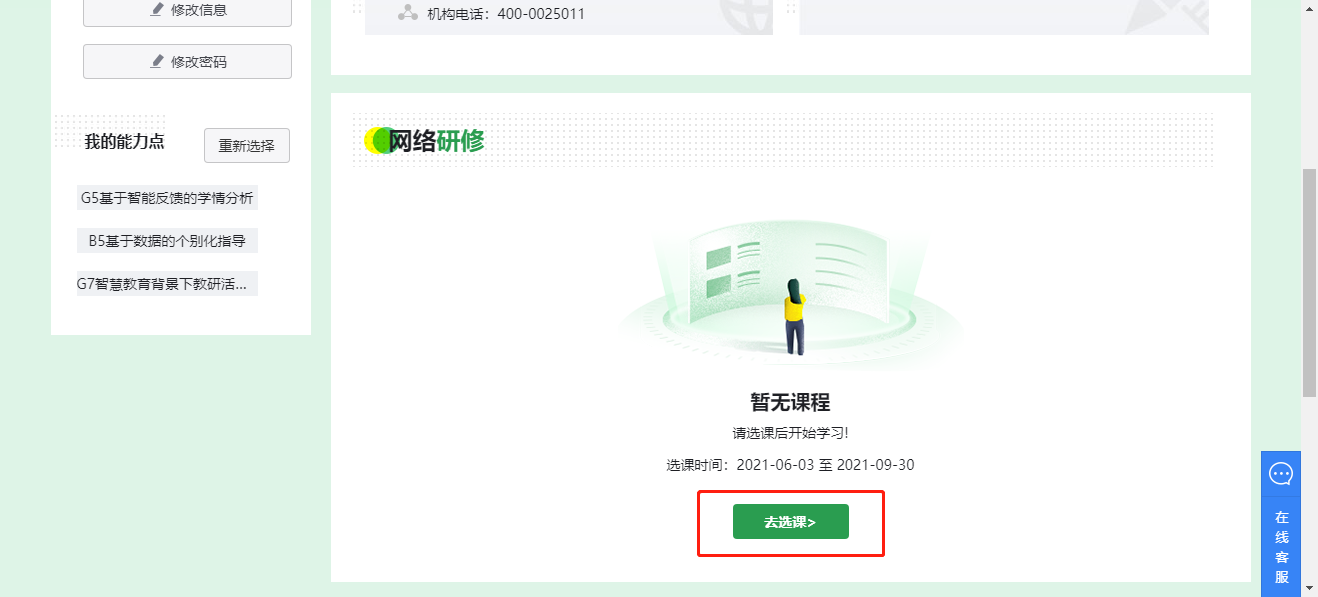 修改信息
修改密码
我的能力点
重新选择
G5基于智能反馈的学情分析
B5基于数据的个别化指导
G7智慧教育背景下教研活...
机构电话：400-0025011
网络研修
暂无课程
请选课后开始学习!
选课时间：2021-06-03 至 2021-09-30
去选课>
在线客服